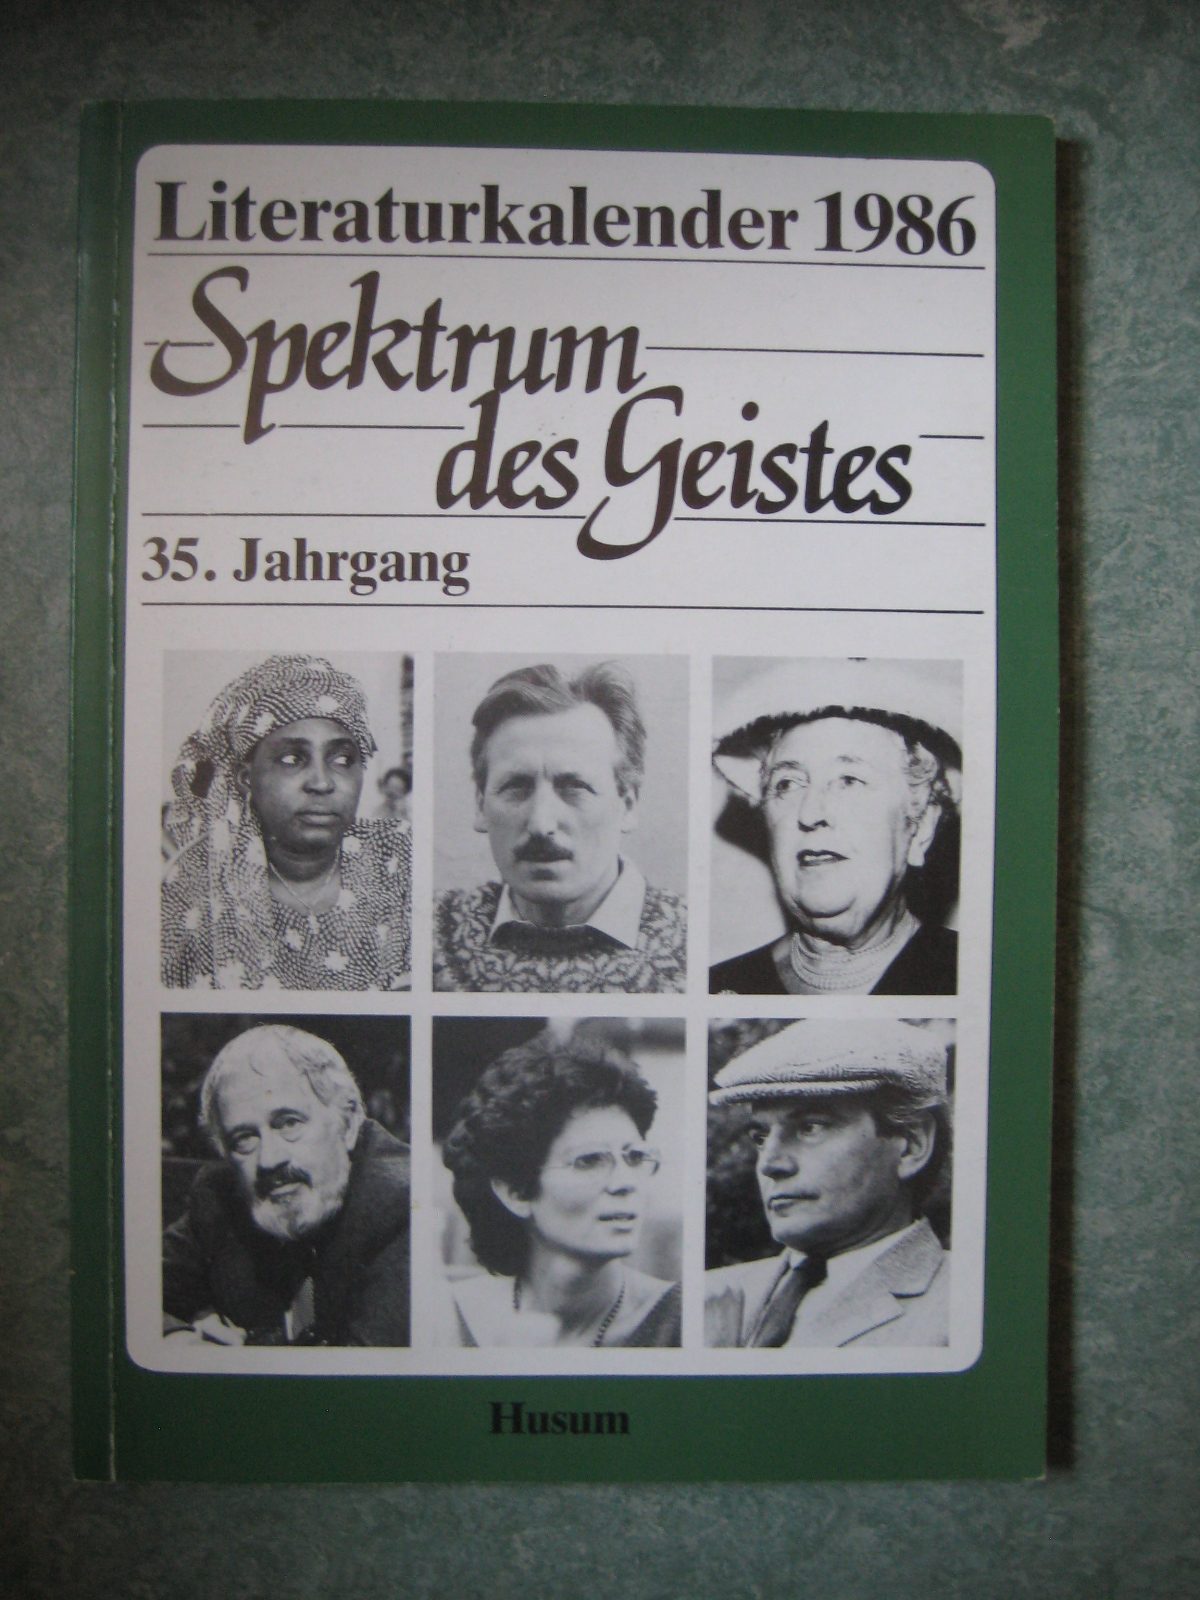 Literaturkalender 1986
Spektrum
des Geistes
35. Jahrgang
Husum